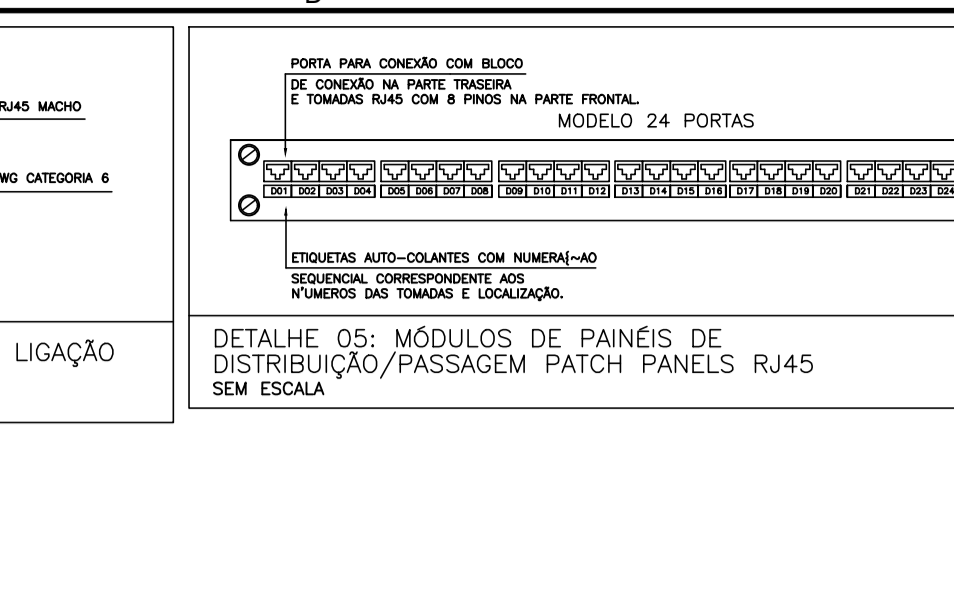 RJ45 MACHO
WG CATEGORIA 6
LIGAÇÃO
PORTA PARA CONEXÃO COM BLOCO
DE CONEXÃO NA PARTE TRASEIRA
E TOMADAS RJ45 COM 8 PINOS NA PARTE FRONTAL.
MODELO 24 PORTAS
D01 D02 D03 D04 D05 D06 D07 D08 D09 D10 D11 D12 D13 D14 D15 D16 D17 D18 D19 D20 D21 D22 D23 D24
ETIQUETAS AUTO-COLANTES COM NUMERA{~AO
SEQUENCIAL CORRESPONDENTE AOS
N'UMEROS DAS TOMADAS E LOCALIZAÇÃO.
DETALHE 05: MÓDULOS DE PAINÉIS DE
DISTRIBUIÇÃO/PASSAGEM PATCH PANELS RJ45
SEM ESCALA